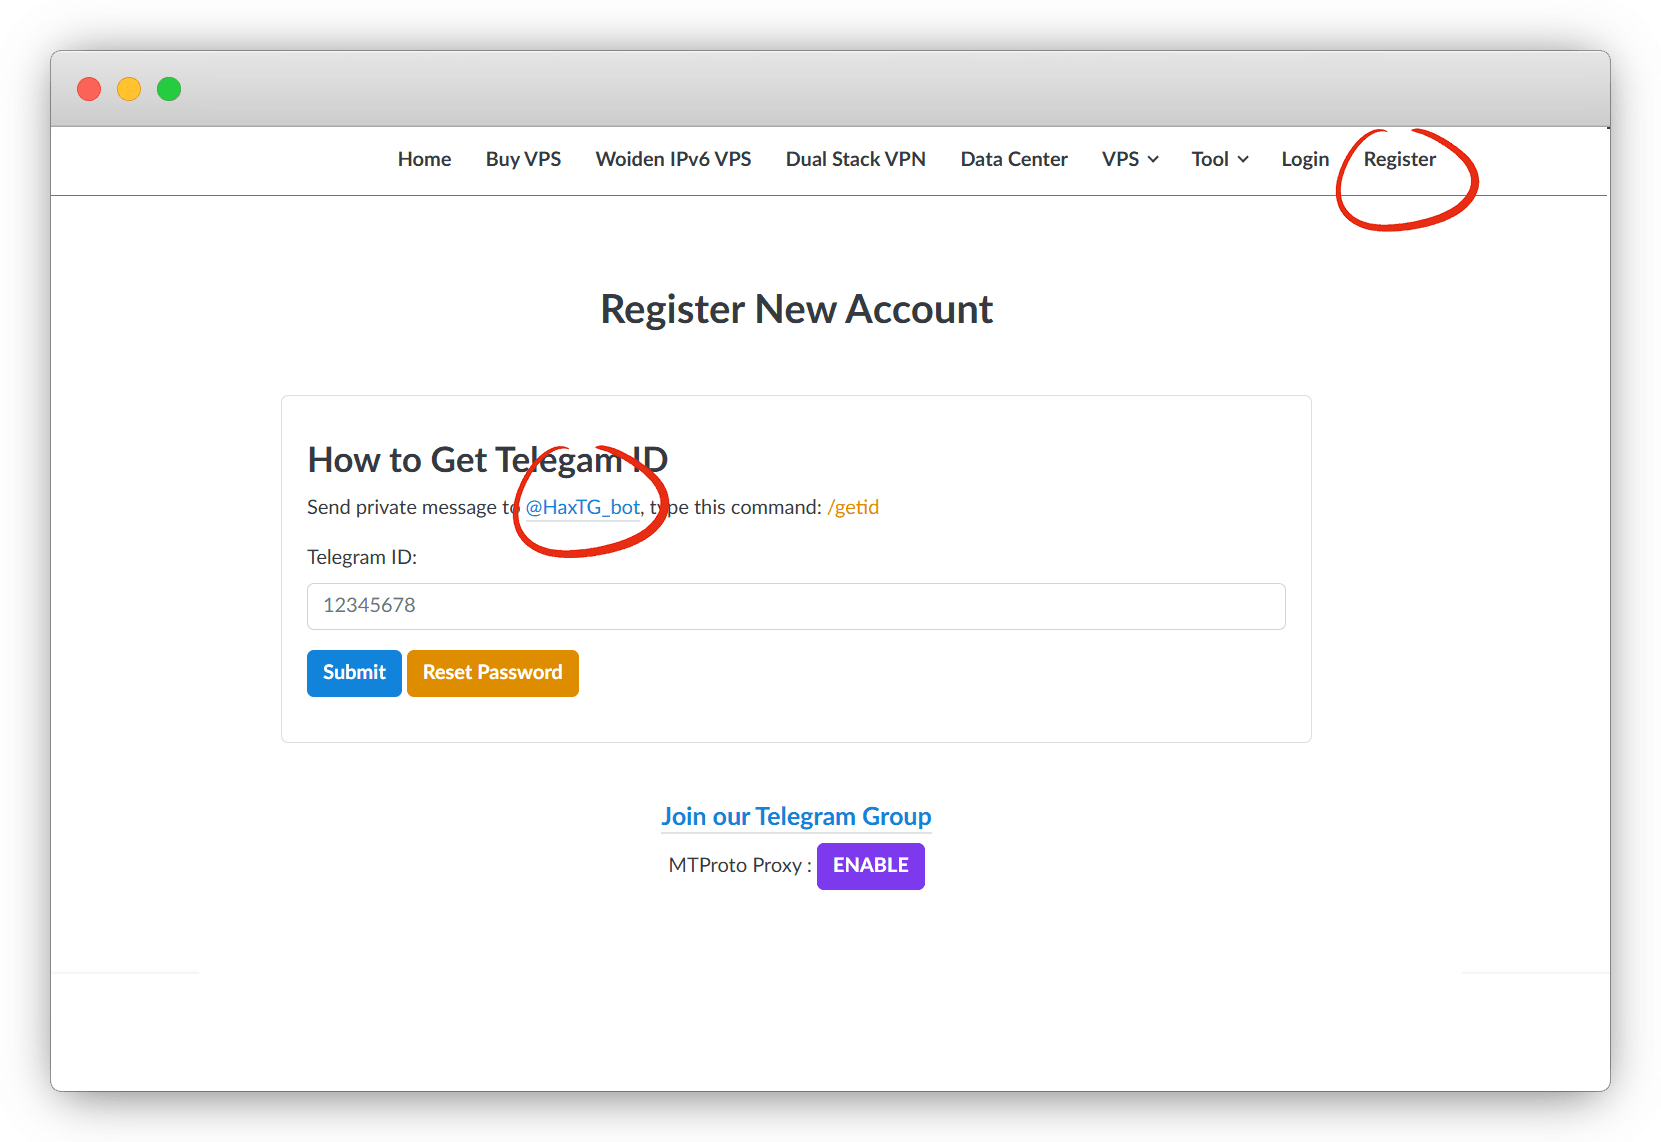 Home Buy VPS Woiden IPv6 VPS Dual Stack VPN Data Center VPS Tool Login Register
Register New Account
How to Get Telegam ID
Send private message to @HaxTG_bot, type this command: /getid
Telegram ID:
12345678
Submit Reset Password
Join our Telegram Group
MTProto Proxy : ENABLE